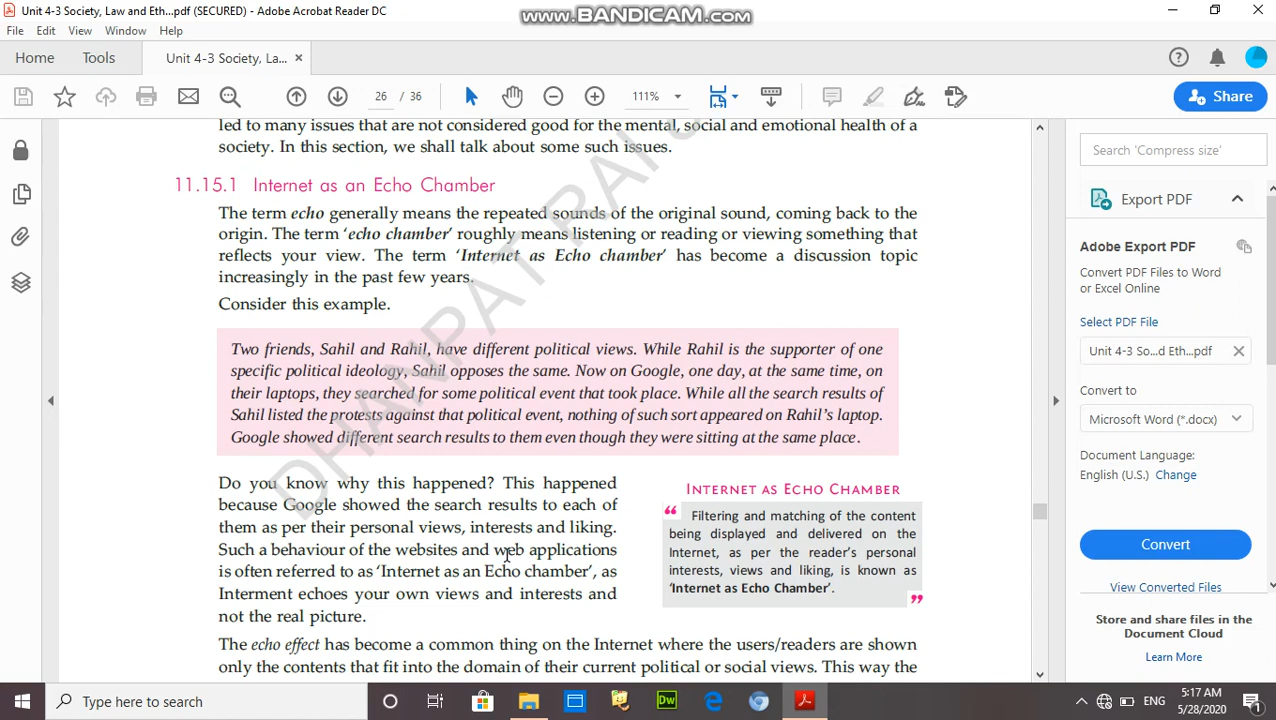 Unit 4-3 Society, Law and Eth...pdf (SECURED) - Adobe Acrobat Reader DC
www.BANDICAM.com
File Edit View Window Help
Home Tools Unit 4-3 Society, La... ×
26 / 36 111% Share
led to many issues that are not considered good for the mental, social and emotional health of a
society. In this section, we shall talk about some such issues.
11.15.1 Internet as an Echo Chamber
The term echo generally means the repeated sounds of the original sound, coming back to the
origin. The term ‘echo chamber’ roughly means listening or reading or viewing something that
reflects your view. The term ‘Internet as Echo chamber’ has become a discussion topic
increasingly in the past few years.
Consider this example.
Two friends, Sahil and Rahil, have different political views. While Rahil is the supporter of one
specific political ideology, Sahil opposes the same. Now on Google, one day, at the same time, on
their laptops, they searched for some political event that took place. While all the search results of
Sahil listed the protests against that political event, nothing of such sort appeared on Rahil’s laptop.
Google showed different search results to them even though they were sitting at the same place.
Do you know why this happened? This happened
because Google showed the search results to each of
them as per their personal views, interests and liking.
Such a behaviour of the websites and web applications
is often referred to as ‘Internet as an Echo chamber’, as
Interment echoes your own views and interests and
not the real picture.
INTERNET AS ECHO CHAMBER
“ Filtering and matching of the content
being displayed and delivered on the
Internet, as per the reader’s personal
interests, views and liking, is known as
‘Internet as Echo Chamber’. ”
The echo effect has become a common thing on the Internet where the users/readers are shown
only the contents that fit into the domain of their current political or social views. This way the
DHANPAT RAI
Search 'Compress size'
Export PDF
Adobe Export PDF
Convert PDF Files to Word
or Excel Online
Select PDF File
Unit 4-3 So...d Eth...pdf
Convert to
Microsoft Word (*.docx)
Document Language:
English (U.S.) Change
Convert
View Converted Files
Store and share files in the
Document Cloud
Learn More
Type here to search
Dw
ENG
5:17 AM
5/28/2020
1